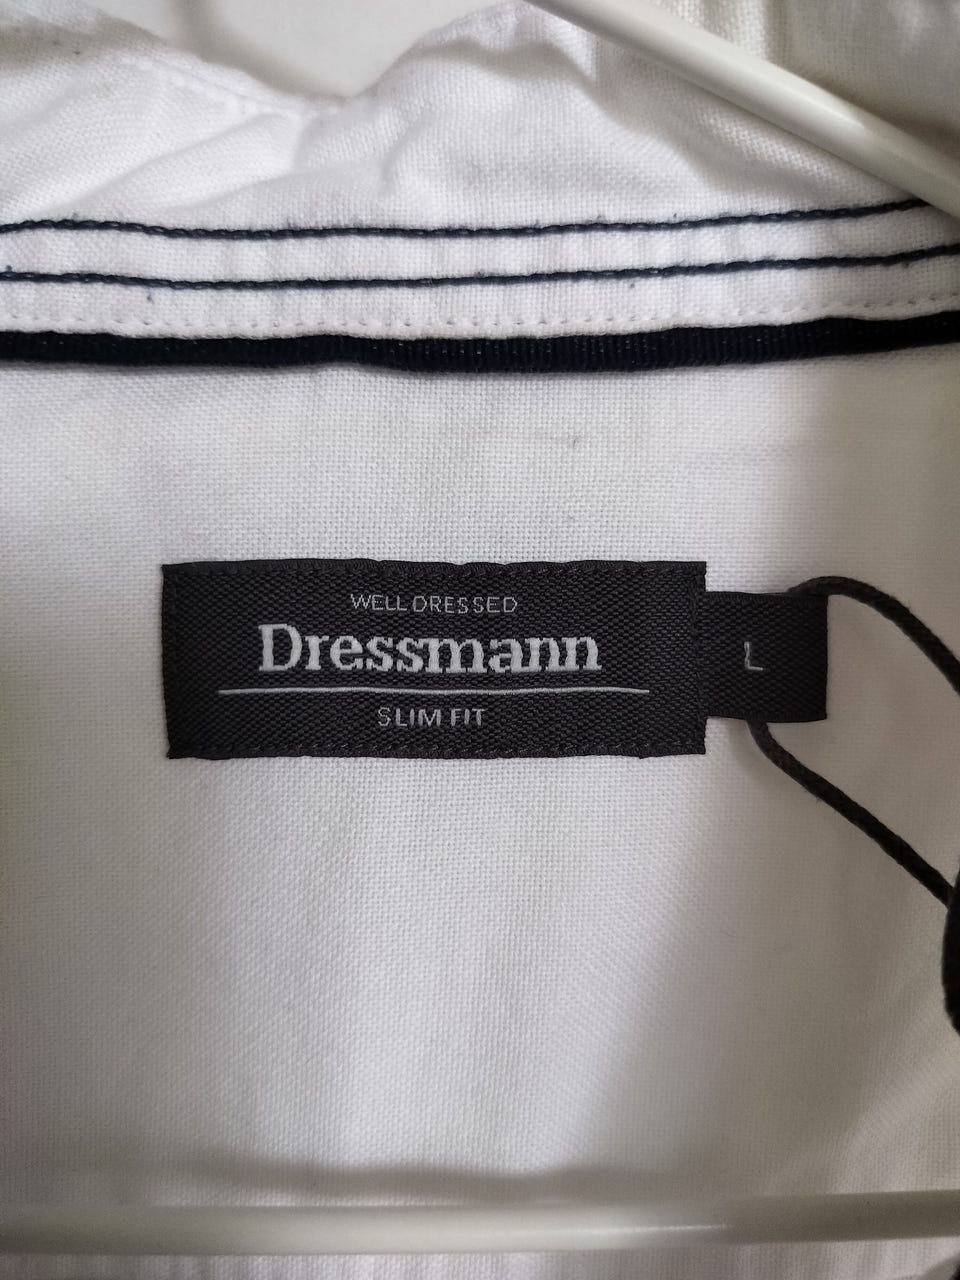 WELL DRESSED
Dressmann
SLIM FIT
L